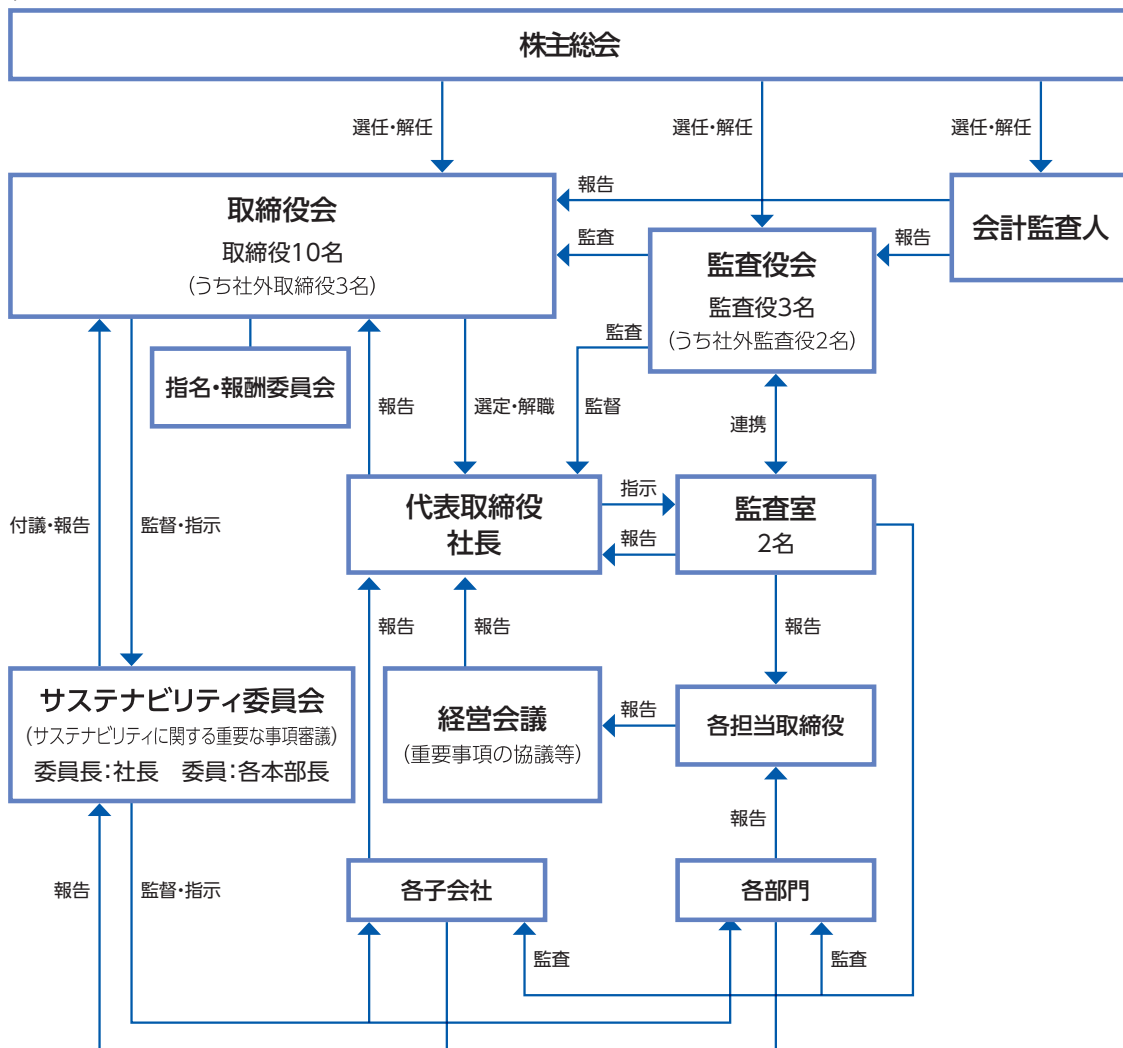 株主総会
選任・解任
選任・解任
選任・解任
取締役会
取締役10名
(うち社外取締役3名)
報告
会計監査人
監査
報告
監査役会
監査役3名
(うち社外監査役2名)
監査
指名・報酬委員会
報告
選定・解職
監督
連携
代表取締役
社長
指示
報告
監査室
2名
付議・報告
監督・指示
報告
報告
報告
サステナビリティ委員会
(サステナビリティに関する重要な事項審議)
委員長:社長 委員:各本部長
経営会議
(重要事項の協議等)
報告
各担当取締役
報告
報告
監督・指示
各子会社
各部門
監査
監査